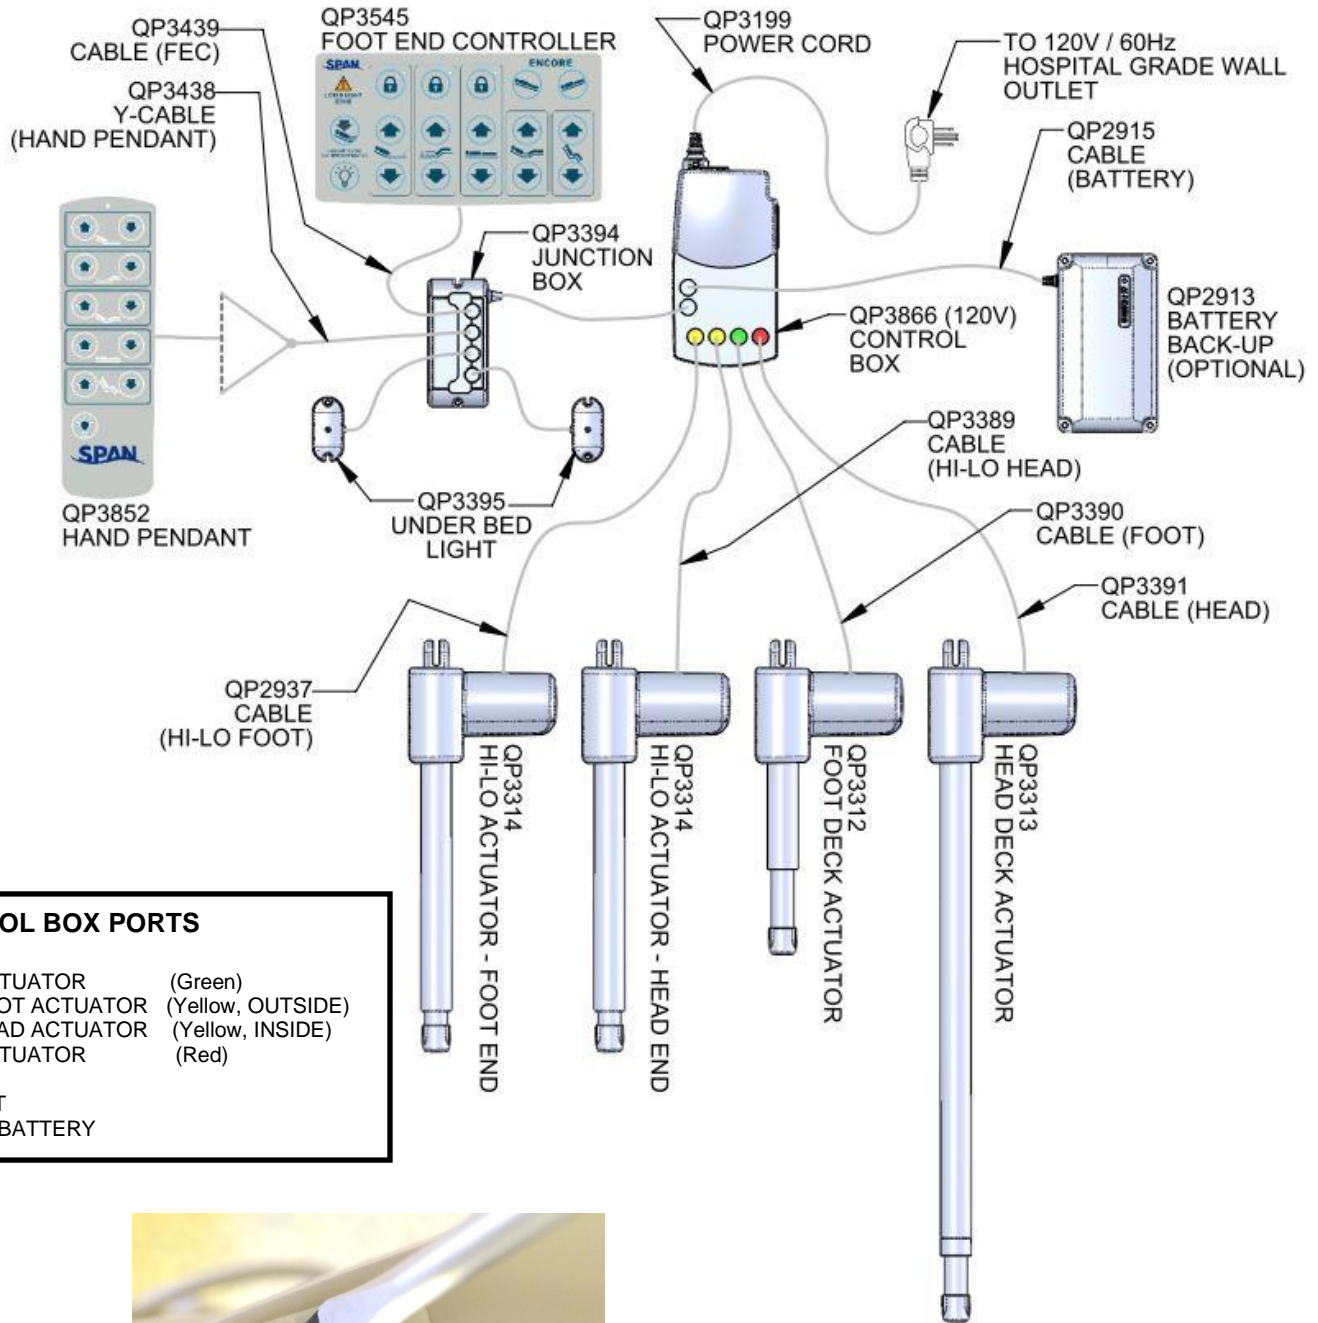 QP3439
CABLE (FEC)
QP3438
Y-CABLE
(HAND PENDANT)
QP3545
FOOT END CONTROLLER
SPAN
ENCORE
QP3199
POWER CORD
TO 120V / 60Hz
HOSPITAL GRADE WALL
OUTLET
QP2915
CABLE
(BATTERY)
QP3394
JUNCTION
BOX
QP3866 (120V)
CONTROL
BOX
QP2913
BATTERY
BACK-UP
(OPTIONAL)
SPAN
QP3852
HAND PENDANT
QP3395
UNDER BED
LIGHT
QP3389
CABLE
(HI-LO HEAD)
QP3390
CABLE (FOOT)
QP3391
CABLE (HEAD)
QP2937
CABLE
(HI-LO FOOT)
QP3314
HI-LO ACTUATOR - FOOT END
QP3314
HI-LO ACTUATOR - HEAD END
QP3312
FOOT DECK ACTUATOR
QP3313
HEAD DECK ACTUATOR
OL BOX PORTS
TUATOR (Green)
OT ACTUATOR (Yellow, OUTSIDE)
AD ACTUATOR (Yellow, INSIDE)
TUATOR (Red)
T
BATTERY